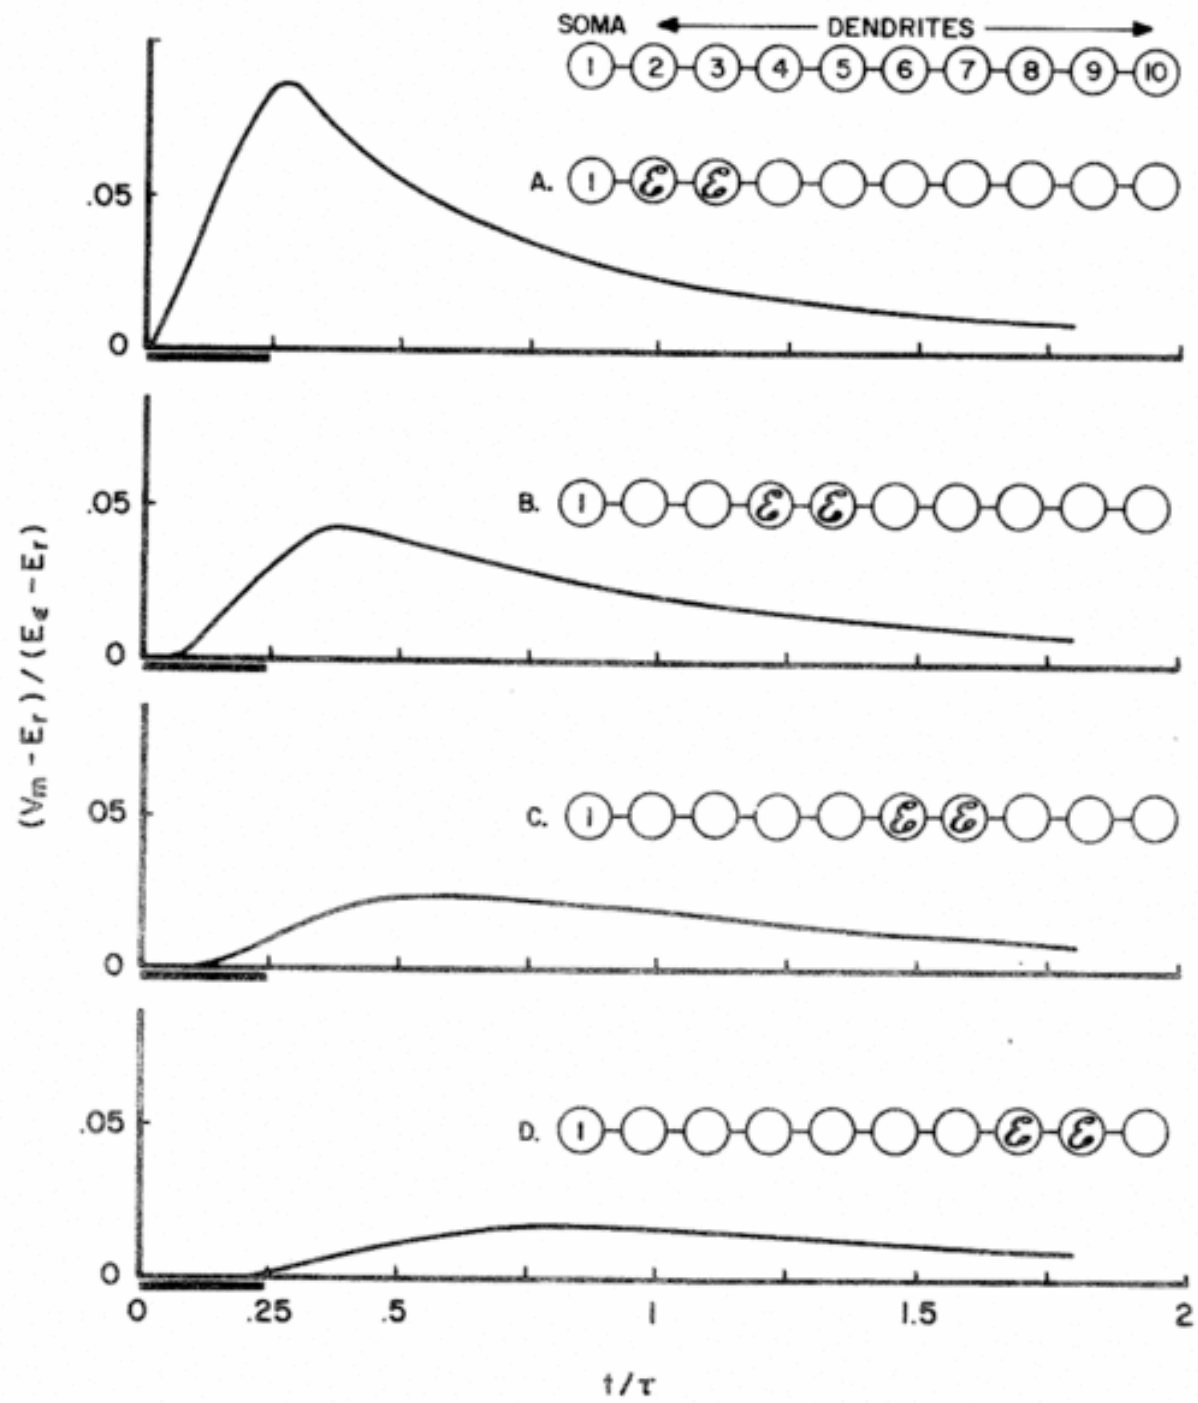 SOMA DENDRITES
1 2 3 4 5 6 7 8 9 10
A. 1 ℰ ℰ
.05
0
B. 1 ℰ ℰ
.05
0
C. 1 ℰ ℰ
05
0
D. 1 ℰ ℰ
.05
0
0 .25 .5 1 1.5 2
t/τ
(Vm - Er) / (Eε - Er)